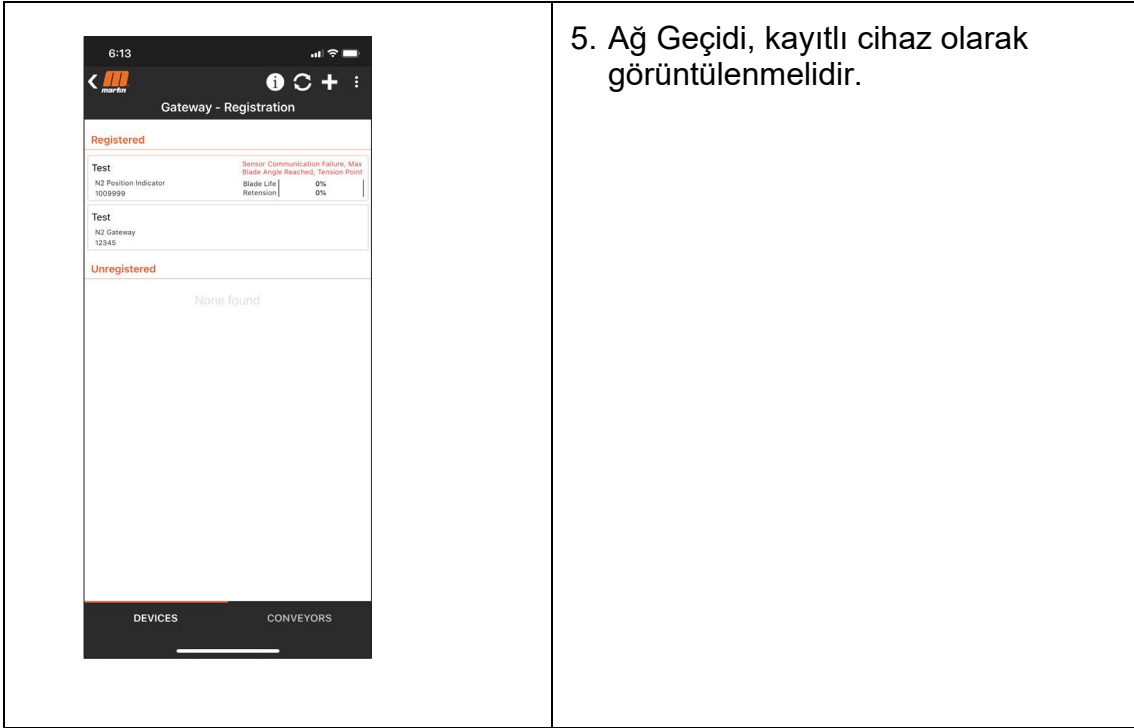 6:13
martin
Gateway - Registration
Registered
Test
Sensor Communication Failure, Max
Blade Angle Reached, Tension Point
N2 Position Indicator
1009999
Blade Life 0%
Retension 0%
Test
N2 Gateway
12345
Unregistered
None found
DEVICES
CONVEYORS
5. Ağ Geçidi, kayıtlı cihaz olarak
görüntülenmelidir.